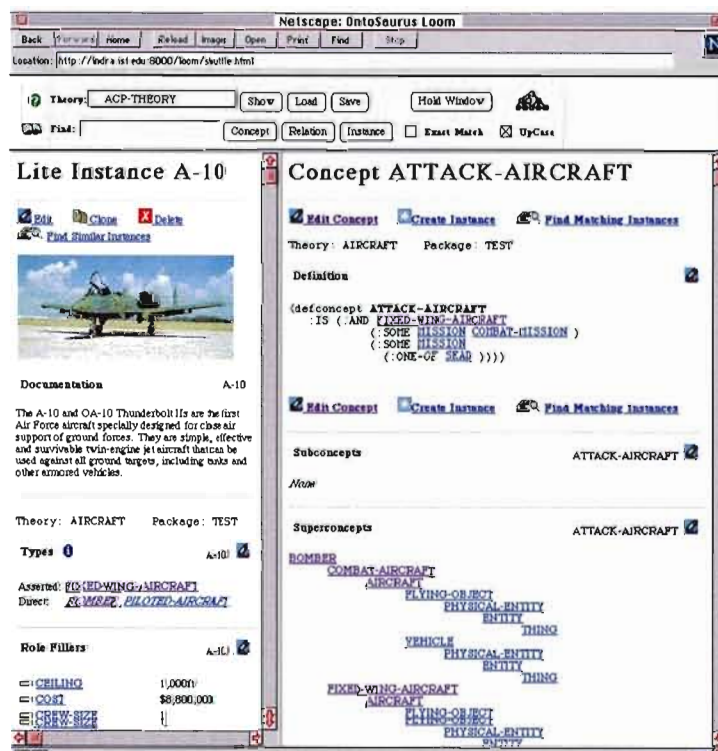 Netscape: OntoSaurus Loom
Back Forward Home Reload Images Open Print Find Stop
Location: http://indra.isi.edu:8000/loom/shuttle.html
Theory: ACP-THEORY Show Load Save Hold Window
Find: Concept Relation Instance Exact Match UpCase
Lite Instance A-10
Edit Clone Delete
Find Similar Instances
Documentation A-10
The A-10 and OA-10 Thunderbolt IIs are the first
Air Force aircraft specially designed for close air
support of ground forces. They are simple, effective
and survivable twin-engine jet aircraft that can be
used against all ground targets, including tanks and
other armored vehicles.
Theory: AIRCRAFT Package: TEST
Types A-10
Asserted: FIXED-WING-AIRCRAFT
Direct: BOMBER, PILOTED-AIRCRAFT
Role Fillers A-10
CEILING 1,000ft
COST $8,800,000
CREW-SIZE 1
CREW-SIZE
Concept ATTACK-AIRCRAFT
Edit Concept Create Instance Find Matching Instances
Theory: AIRCRAFT Package: TEST
Definition
(defconcept ATTACK-AIRCRAFT
:IS (:AND FIXED-WING-AIRCRAFT
(:SOME MISSION COMBAT-MISSION )
(:SOME MISSION
(:ONE-OF SEAD ))))
Edit Concept Create Instance Find Matching Instances
Subconcepts ATTACK-AIRCRAFT
None
Superconcepts ATTACK-AIRCRAFT
BOMBER
COMBAT-AIRCRAFT
AIRCRAFT
FLYING-OBJECT
PHYSICAL-ENTITY
ENTITY
THING
VEHICLE
PHYSICAL-ENTITY
ENTITY
THING
FIXED-WING-AIRCRAFT
AIRCRAFT
FLYING-OBJECT
FLYING-OBJECT
PHYSICAL-ENTITY
ENTITY